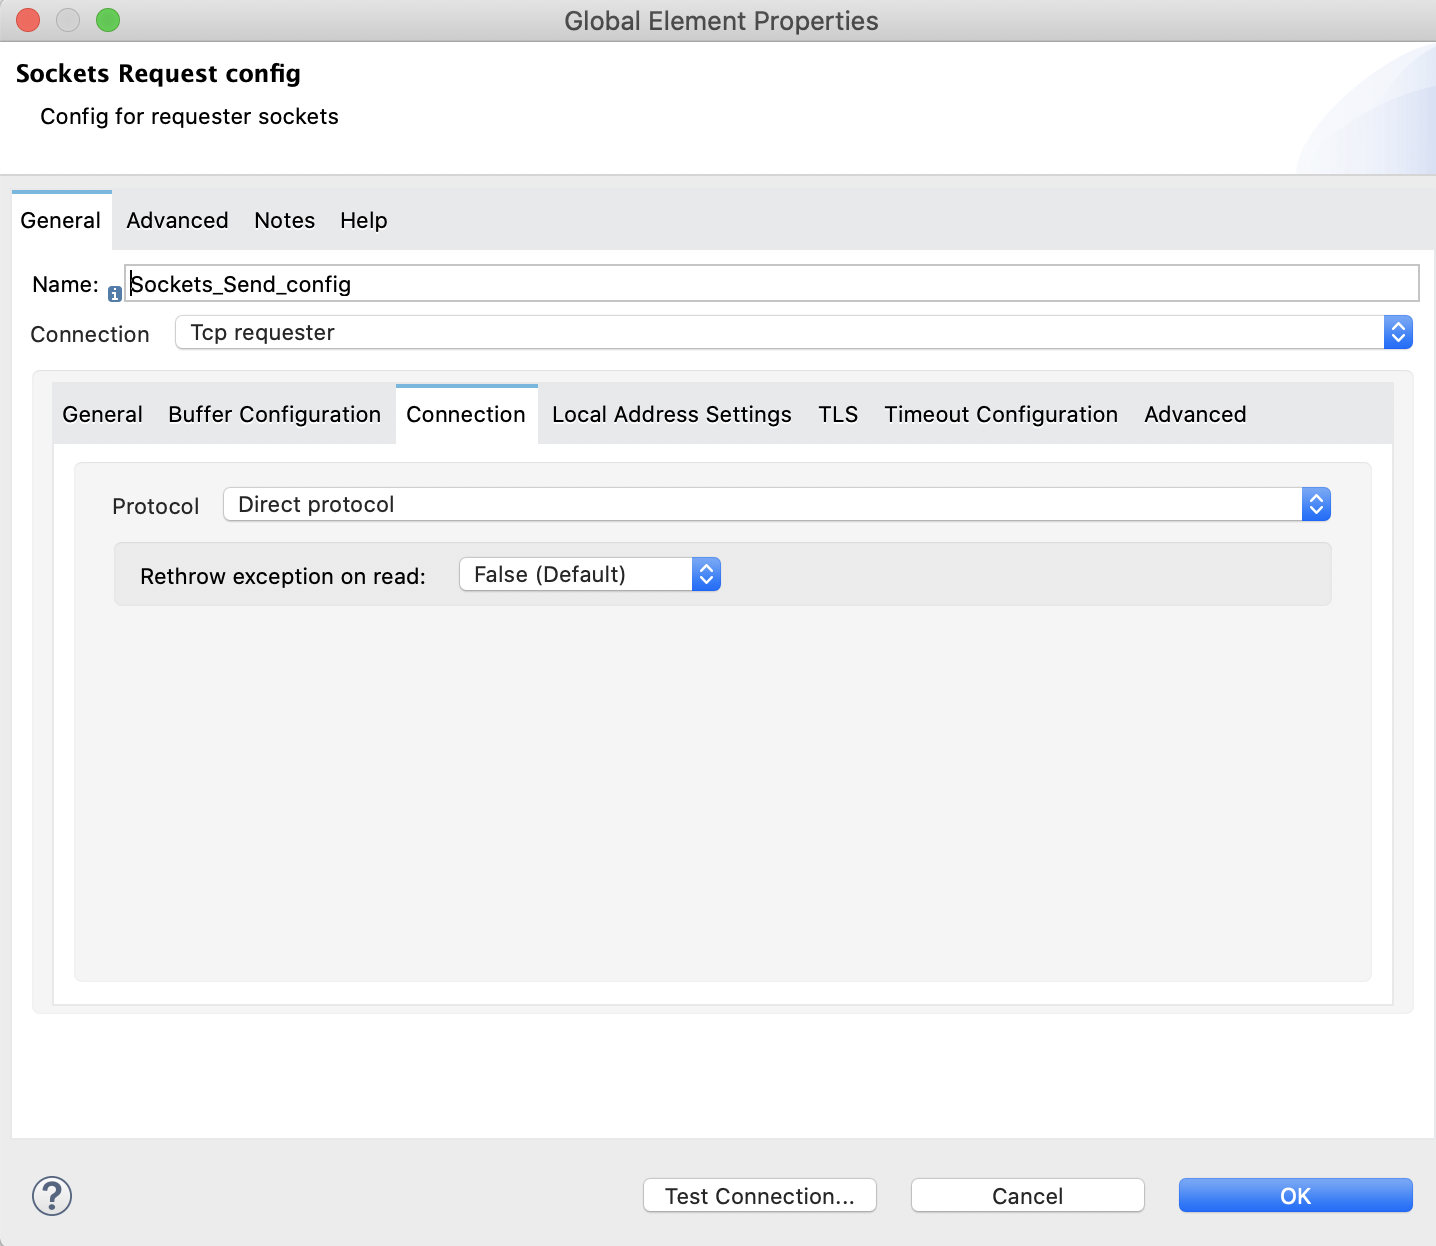 Global Element Properties
Sockets Request config
Config for requester sockets
General Advanced Notes Help
Name: Sockets_Send_config
Connection Tcp requester
General Buffer Configuration Connection Local Address Settings TLS Timeout Configuration Advanced
Protocol Direct protocol
Rethrow exception on read: False (Default)
? Test Connection... Cancel OK